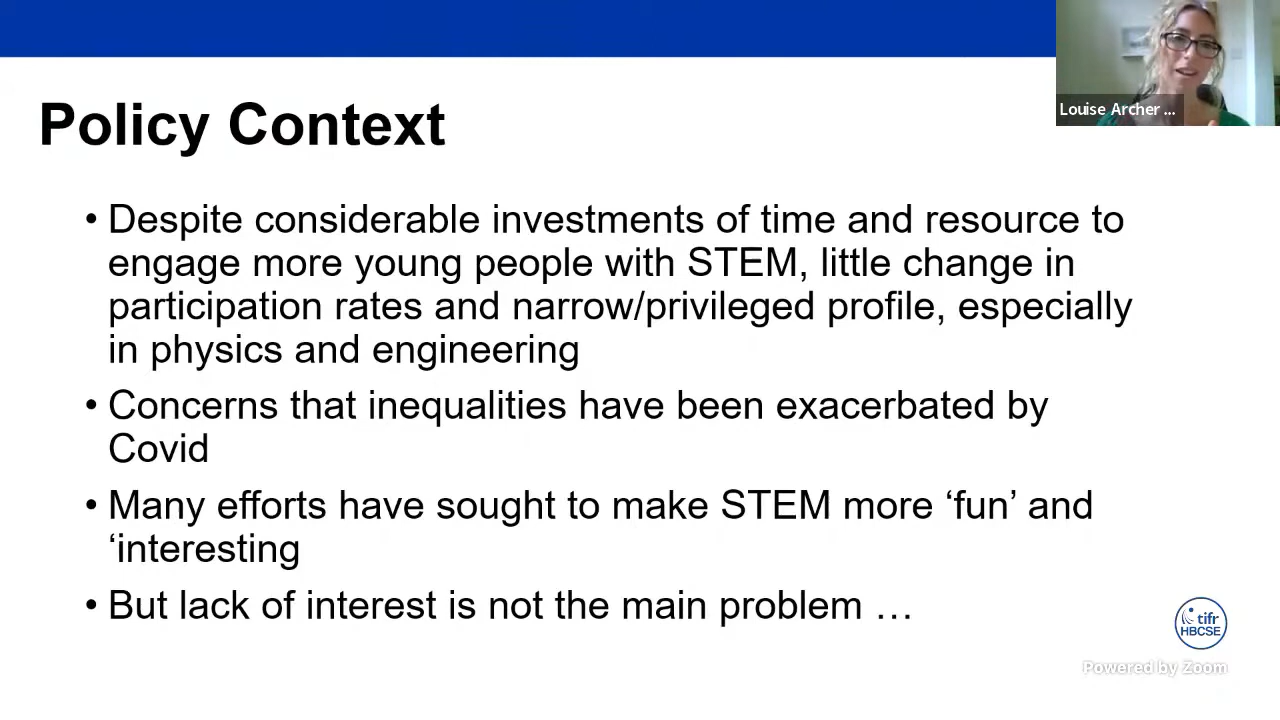 Louise Archer ...
Policy Context
• Despite considerable investments of time and resource to
engage more young people with STEM, little change in
participation rates and narrow/privileged profile, especially
in physics and engineering
• Concerns that inequalities have been exacerbated by
Covid
• Many efforts have sought to make STEM more ‘fun’ and
‘interesting
• But lack of interest is not the main problem …
tifr
HBCSE
Powered by Zoom